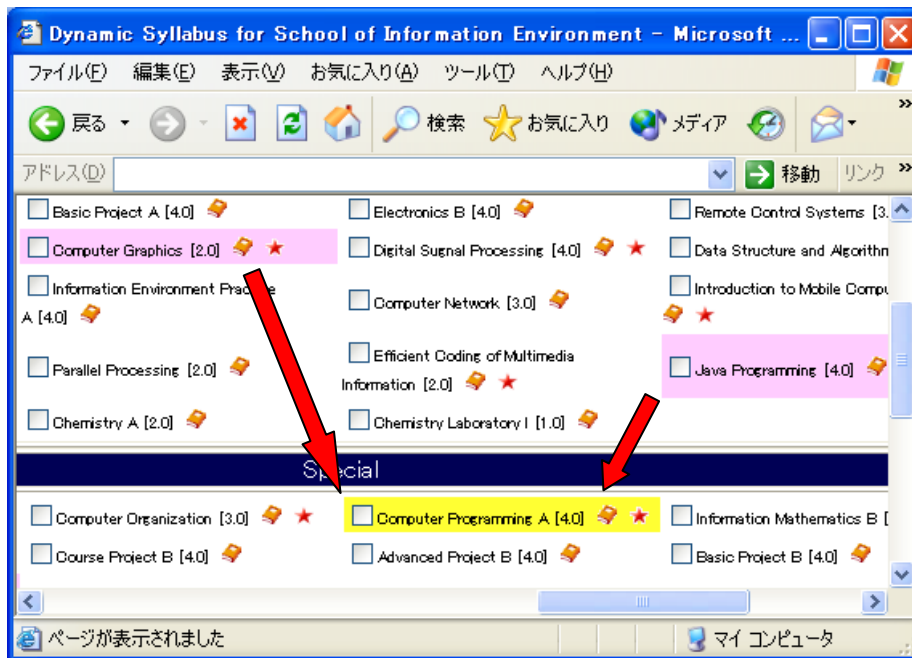 Dynamic Syllabus for School of Information Environment - Microsoft ...
ファイル(F) 編集(E) 表示(V) お気に入り(A) ツール(T) ヘルプ(H)
戻る 検索 お気に入り メディア »
アドレス(D) 移動 リンク »
Basic Project A [4.0] Electronics B [4.0] Remote Control Systems [3.
Computer Graphics [2.0] Digital Sugnal Processing [4.0] Data Structure and Algorithm
Information Environment Practice Introduction to Mobile Compu
A [4.0] Computer Network [3.0]
Efficient Coding of Multimedia
Parallel Processing [2.0] Information [2.0] Java Programming [4.0]
Chemistry A [2.0] Chemistry Laboratory I [1.0]
Special
Computer Organization [3.0] Computer Programming A [4.0] Information Mathematics B [
Course Project B [4.0] Advanced Project B [4.0] Basic Project B [4.0]
ページが表示されました マイ コンピュータ